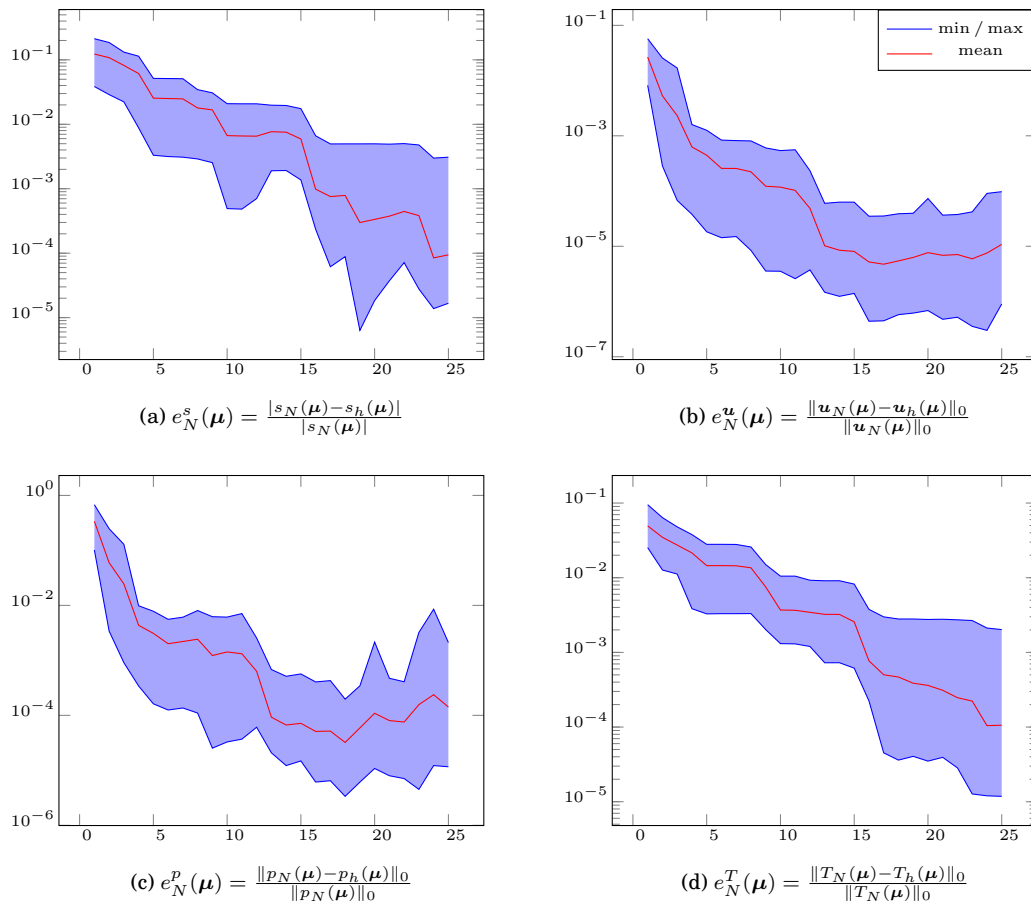 10^{-1}
10^{-2}
10^{-3}
10^{-4}
10^{-5}
0 5 10 15 20 25
(a) e_N^s(μ) = |s_N(μ)−s_h(μ)| / |s_N(μ)|
min / max
mean
10^{-1}
10^{-3}
10^{-5}
10^{-7}
0 5 10 15 20 25
(b) e_N^u(μ) = ‖u_N(μ)−u_h(μ)‖_0 / ‖u_N(μ)‖_0
10^0
10^{-2}
10^{-4}
10^{-6}
0 5 10 15 20 25
(c) e_N^p(μ) = ‖p_N(μ)−p_h(μ)‖_0 / ‖p_N(μ)‖_0
10^{-1}
10^{-2}
10^{-3}
10^{-4}
10^{-5}
0 5 10 15 20 25
(d) e_N^T(μ) = ‖T_N(μ)−T_h(μ)‖_0 / ‖T_N(μ)‖_0